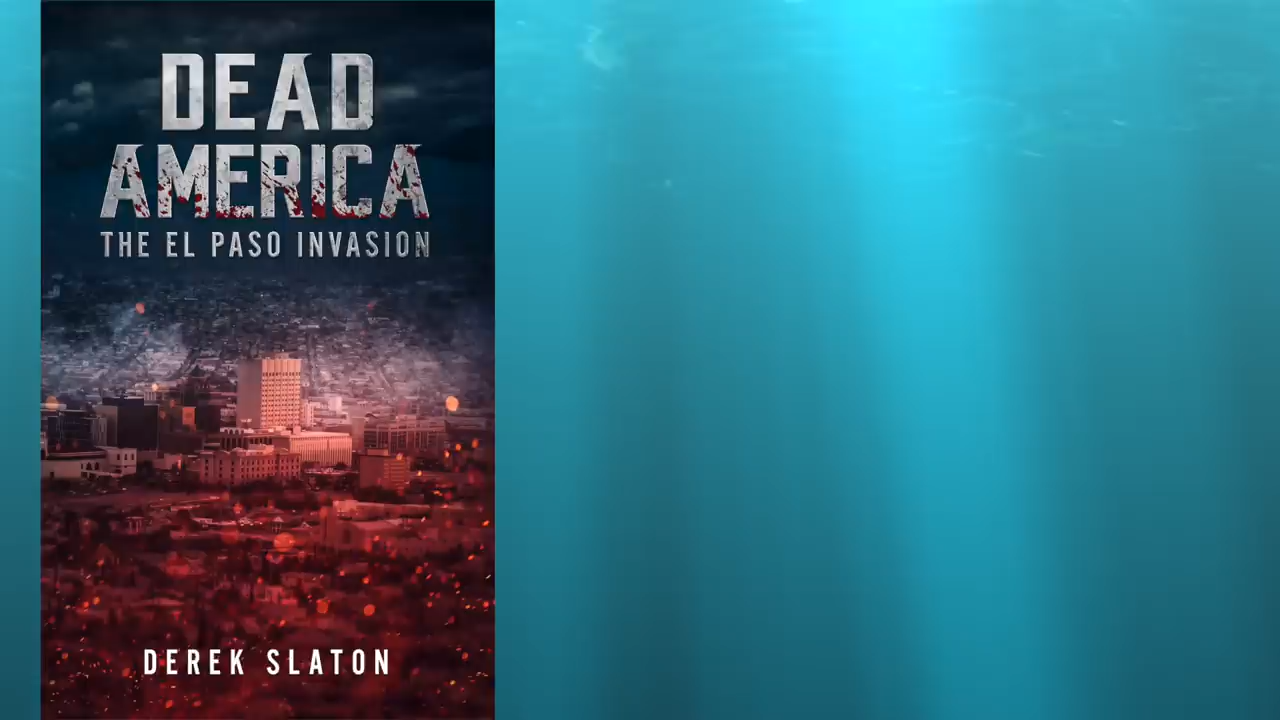 DEAD
AMERICA
THE EL PASO INVASION
DEREK SLATON